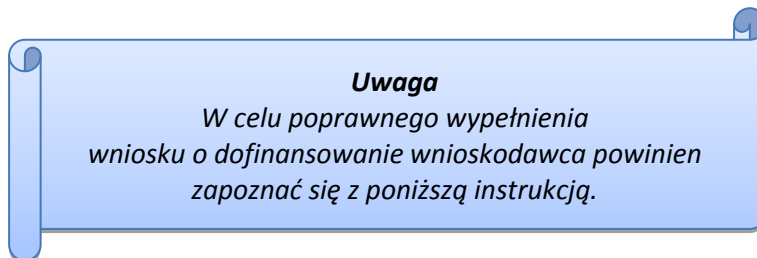 Uwaga
W celu poprawnego wypełnienia
wniosku o dofinansowanie wnioskodawca powinien
zapoznać się z poniższą instrukcją.